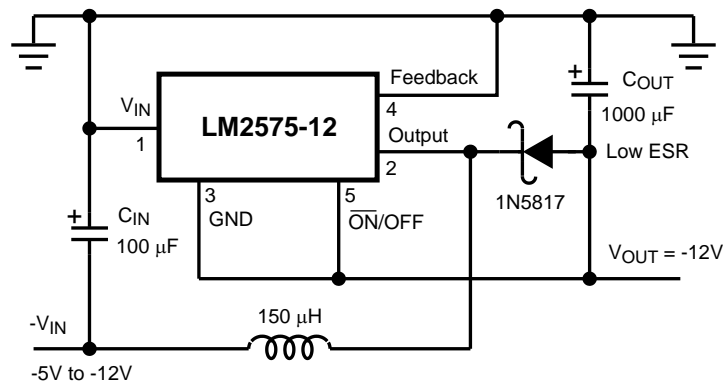 Feedback
+
COUT
VIN
LM2575-12
4
1000 μF
1
Output
2
Low ESR
1N5817
3
5
+
CIN
GND
ON/OFF
100 μF
VOUT = -12V
-VIN
150 μH
-5V to -12V